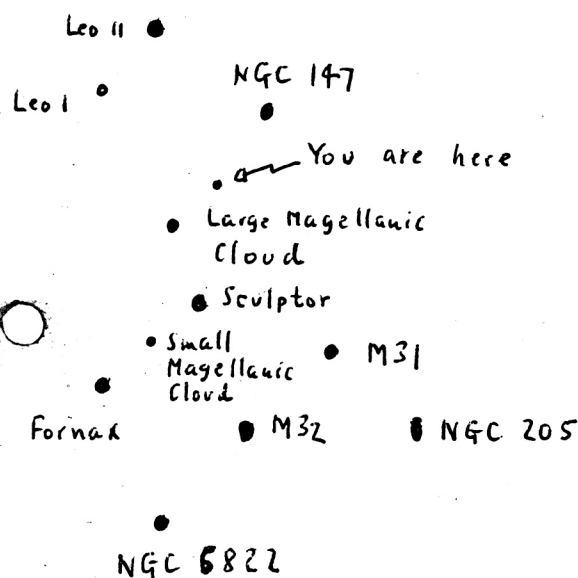 Leo II
NGC 147
Leo I
You are here
Large Magellanic
Cloud
Sculptor
Small
Magellanic
Cloud
M31
Fornax
M32
NGC 205
NGC 6822